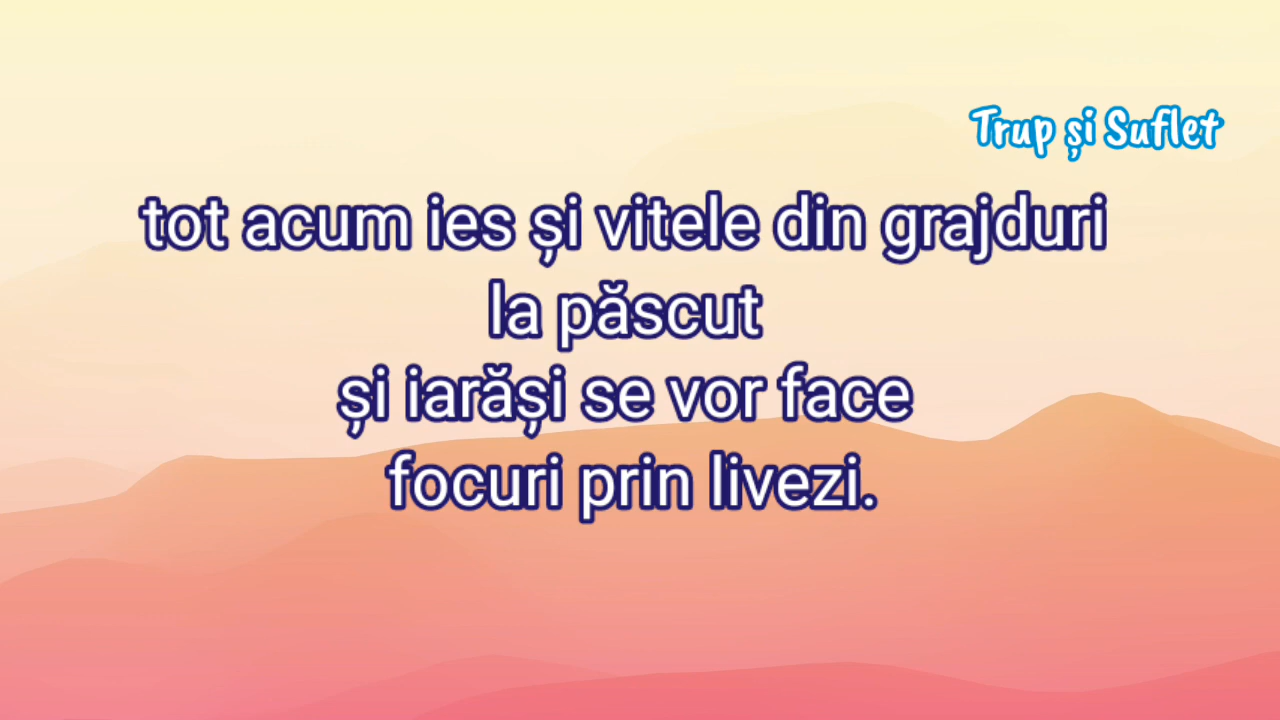 Trup și Suflet
tot acum ies și vitele din grajduri
la păscut
și iarăși se vor face
focuri prin livezi.